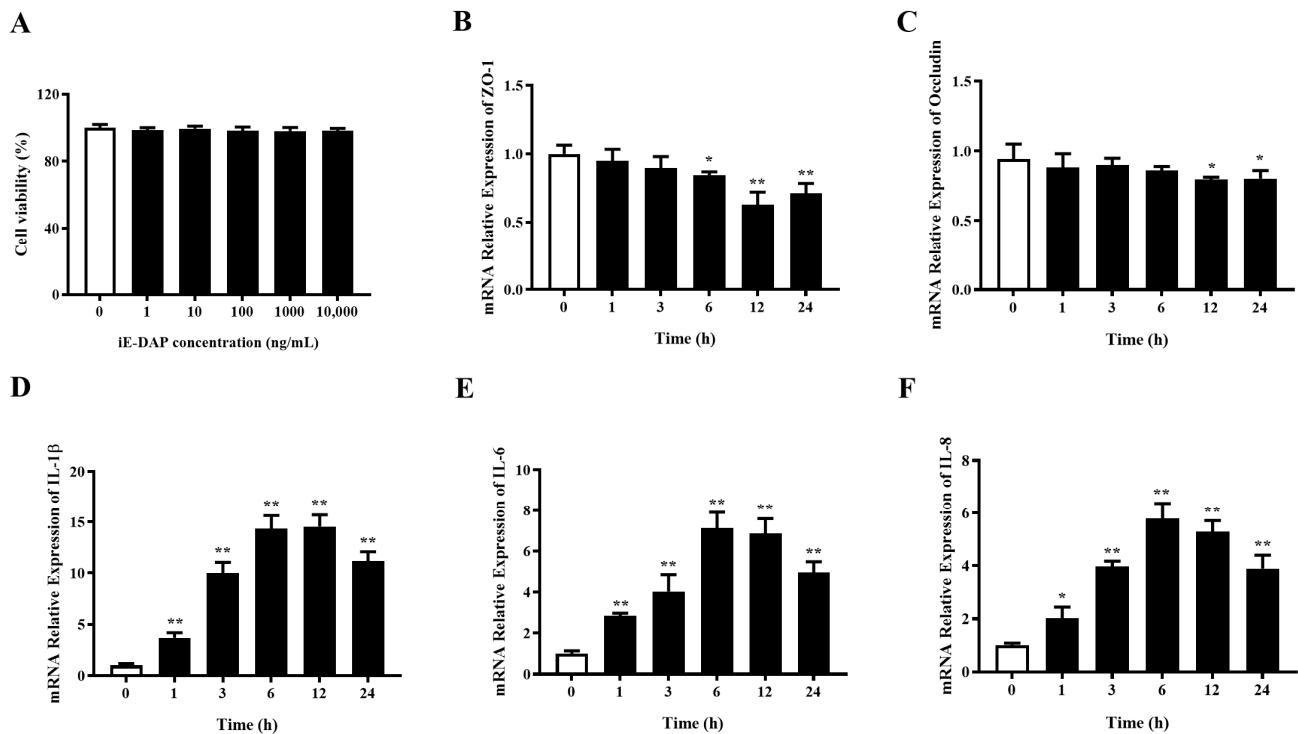 A
Cell viability (%)
120
80
40
0
0 1 10 100 1000 10,000
iE-DAP concentration (ng/mL)
B
mRNA Relative Expression of ZO-1
1.5
1.0
0.5
0.0
* ** **
0 1 3 6 12 24
Time (h)
C
mRNA Relative Expression of Occludin
1.5
1.0
0.5
0.0
* *
0 1 3 6 12 24
Time (h)
D
mRNA Relative Expression of IL-1β
20
15
10
5
0
** ** ** ** **
0 1 3 6 12 24
Time (h)
E
mRNA Relative Expression of IL-6
10
8
6
4
2
0
** ** ** ** **
0 1 3 6 12 24
Time (h)
F
mRNA Relative Expression of IL-8
8
6
4
2
0
* ** ** ** **
0 1 3 6 12 24
Time (h)